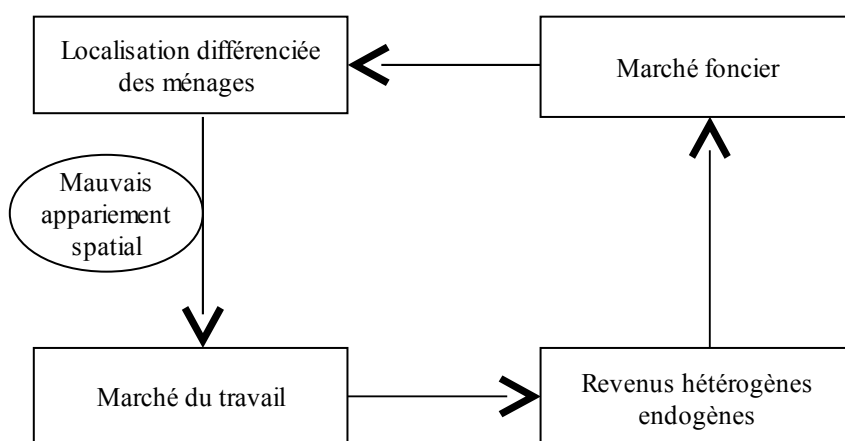 Localisation différenciée
des ménages
Marché foncier
Mauvais
appariement
spatial
Marché du travail
Revenus hétérogènes
endogènes